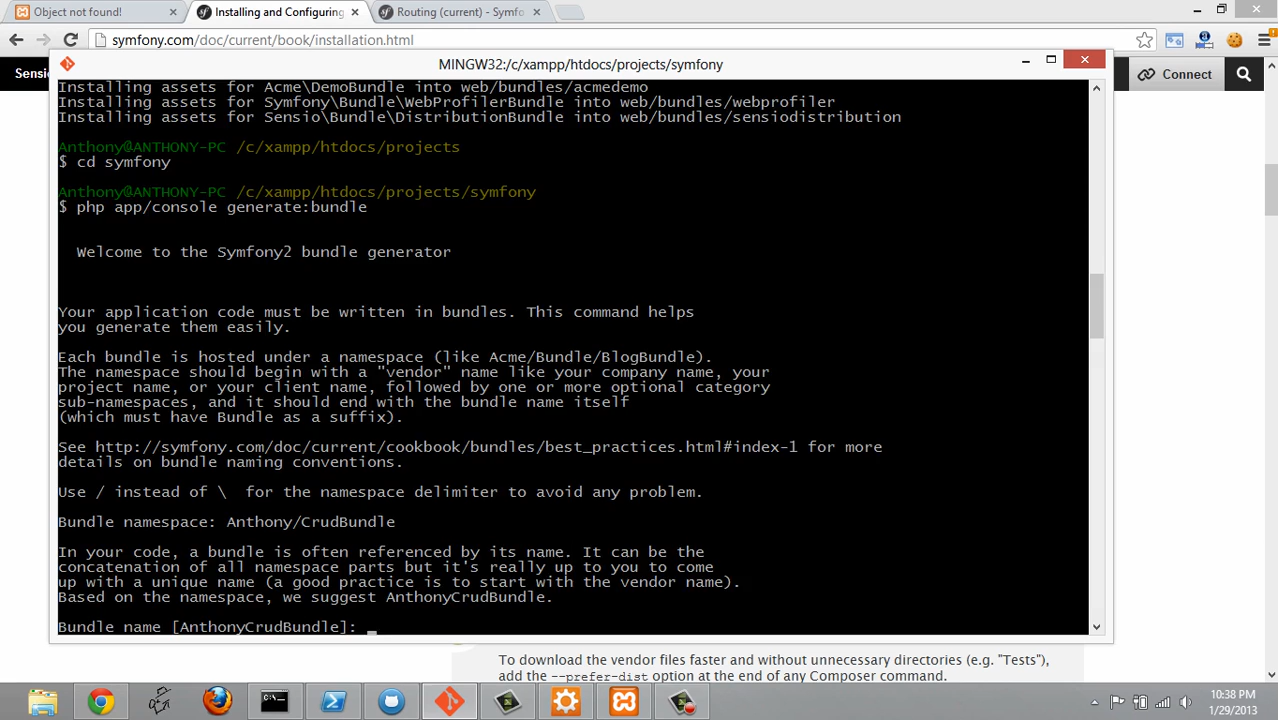 Object not found!
Installing and Configuring
Routing (current) - Symfo
symfony.com/doc/current/book/installation.html
MINGW32:/c/xampp/htdocs/projects/symfony
Sensio
Connect
Installing assets for Acme\DemoBundle into web/bundles/acmedemo
Installing assets for Symfony\Bundle\WebProfilerBundle into web/bundles/webprofiler
Installing assets for Sensio\Bundle\DistributionBundle into web/bundles/sensiodistribution
Anthony@ANTHONY-PC /c/xampp/htdocs/projects
$ cd symfony
Anthony@ANTHONY-PC /c/xampp/htdocs/projects/symfony
$ php app/console generate:bundle
Welcome to the Symfony2 bundle generator
Your application code must be written in bundles. This command helps
you generate them easily.
Each bundle is hosted under a namespace (like Acme/Bundle/BlogBundle).
The namespace should begin with a "vendor" name like your company name, your
project name, or your client name, followed by one or more optional category
sub-namespaces, and it should end with the bundle name itself
(which must have Bundle as a suffix).
See http://symfony.com/doc/current/cookbook/bundles/best_practices.html#index-1 for more
details on bundle naming conventions.
Use / instead of \  for the namespace delimiter to avoid any problem.
Bundle namespace: Anthony/CrudBundle
In your code, a bundle is often referenced by its name. It can be the
concatenation of all namespace parts but it's really up to you to come
up with a unique name (a good practice is to start with the vendor name).
Based on the namespace, we suggest AnthonyCrudBundle.
Bundle name [AnthonyCrudBundle]: _
To download the vendor files faster and without unnecessary directories (e.g. "Tests"),
add the --prefer-dist option at the end of any Composer command.
10:38 PM
1/29/2013